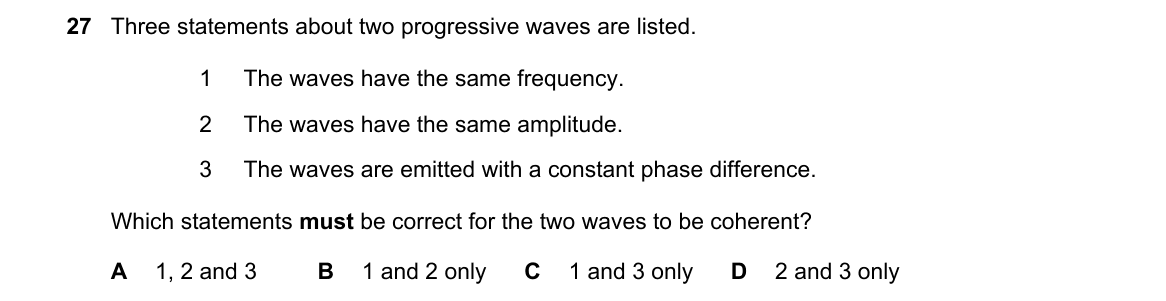 27 Three statements about two progressive waves are listed.
1 The waves have the same frequency.
2 The waves have the same amplitude.
3 The waves are emitted with a constant phase difference.
Which statements must be correct for the two waves to be coherent?
A 1, 2 and 3 B 1 and 2 only C 1 and 3 only D 2 and 3 only